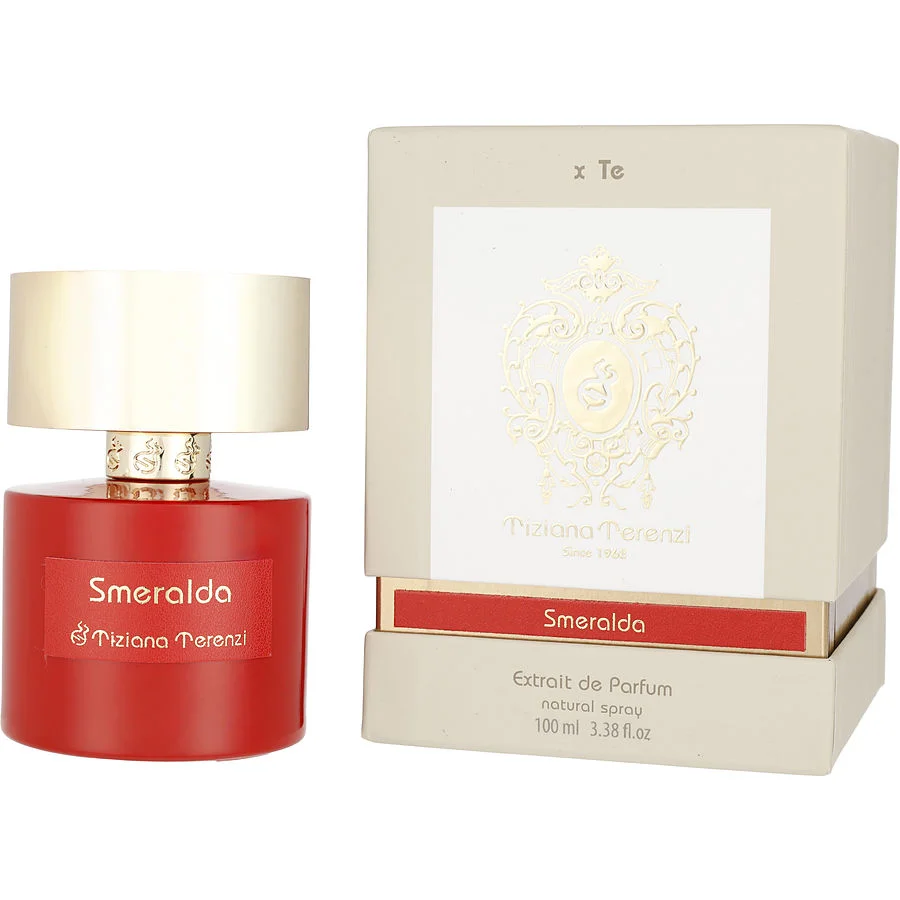 Smeralda
Tiziana Terenzi
x Te
Tiziana Terenzi
Since 1968
Smeralda
Extrait de Parfum
natural spray
100 ml 3.38 fl.oz